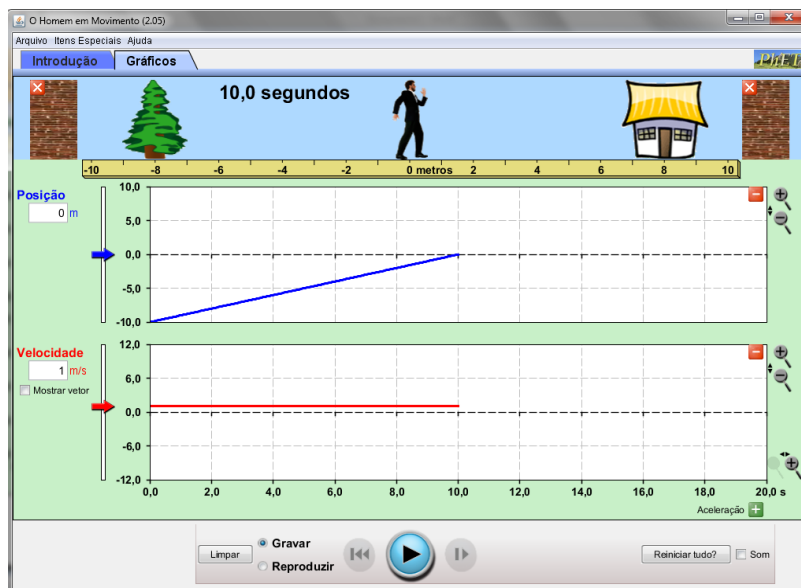 O Homem em Movimento (2.05)
Arquivo Itens Especiais Ajuda
Introdução Gráficos
PhET
10,0 segundos
-10 -8 -6 -4 -2 0 metros 2 4 6 8 10
Posição
0 m
10,0
5,0
0,0
-5,0
-10,0
Velocidade
1 m/s
Mostrar vetor
12,0
6,0
0,0
-6,0
-12,0
0,0 2,0 4,0 6,0 8,0 10,0 12,0 14,0 16,0 18,0 20,0 s
Aceleração
Limpar
Gravar
Reproduzir
Reiniciar tudo?
Som